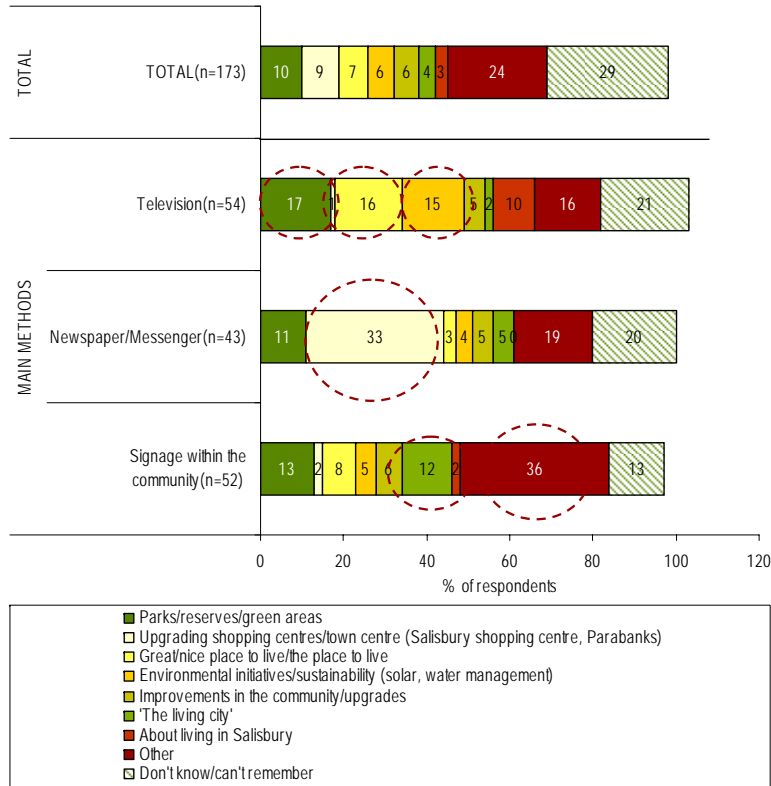 TOTAL
TOTAL(n=173)
10 9 7 6 6 4 3 24 29
MAIN METHODS
Television(n=54)
17 1 16 15 5 2 10 16 21
Newspaper/Messenger(n=43)
11 33 3 4 5 5 0 19 20
Signage within the
community(n=52)
13 2 8 5 6 12 2 36 13
0 20 40 60 80 100 120
% of respondents
Parks/reserves/green areas
Upgrading shopping centres/town centre (Salisbury shopping centre, Parabanks)
Great/nice place to live/the place to live
Environmental initiatives/sustainability (solar, water management)
Improvements in the community/upgrades
'The living city'
About living in Salisbury
Other
Don't know/can't remember